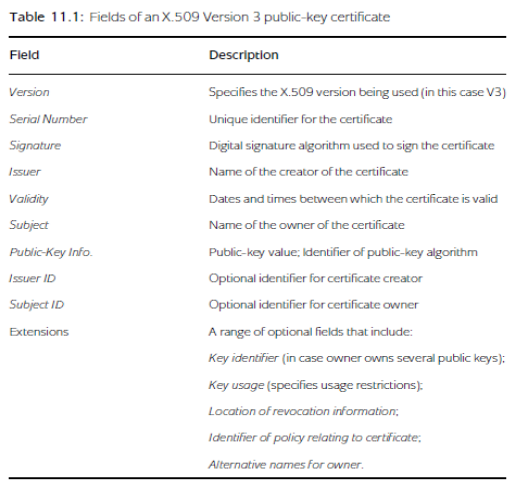 Table 11.1: Fields of an X.509 Version 3 public-key certificate
Field Description
Version Specifies the X.509 version being used (in this case V3)
Serial Number Unique identifier for the certificate
Signature Digital signature algorithm used to sign the certificate
Issuer Name of the creator of the certificate
Validity Dates and times between which the certificate is valid
Subject Name of the owner of the certificate
Public-Key Info. Public-key value; Identifier of public-key algorithm
Issuer ID Optional identifier for certificate creator
Subject ID Optional identifier for certificate owner
Extensions A range of optional fields that include:
Key identifier (in case owner owns several public keys);
Key usage (specifies usage restrictions);
Location of revocation information;
Identifier of policy relating to certificate;
Alternative names for owner.